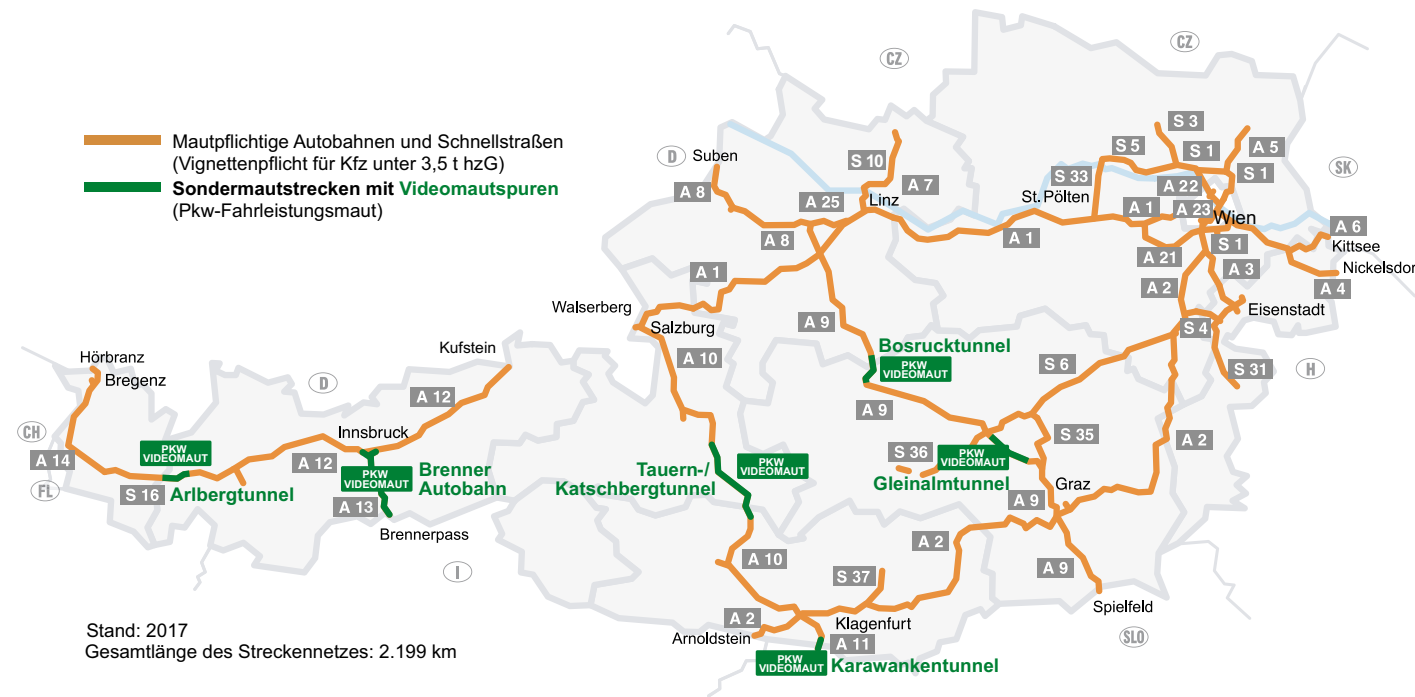 CZ
CZ
Mautpflichtige Autobahnen und Schnellstraßen
(Vignettenpflicht für Kfz unter 3,5 t hzG)
Sondermautstrecken mit Videomautspuren
(Pkw-Fahrleistungsmaut)
D
Suben
A 8
S 10
A 7
A 25
Linz
A 8
A 1
S 33
St. Pölten
S 5
S 3
S 1
A 5
S 1
A 22
A 23
Wien
A 1
A 1
A 21
S 1
A 3
A 2
SK
A 6
Kittsee
Nickelsdorf
A 4
Eisenstadt
S 4
S 31
H
Walserberg
Salzburg
A 10
A 9
Bosrucktunnel
PKW
VIDEOMAUT
A 9
S 6
S 35
A 2
S 36
PKW
VIDEOMAUT
Gleinalmtunnel
Graz
A 9
Hörbranz
Bregenz
D
Kufstein
A 12
CH
A 14
FL
PKW
VIDEOMAUT
S 16
Arlbergtunnel
Innsbruck
A 12
PKW
VIDEOMAUT
Brenner
Autobahn
A 13
Brennerpass
I
Tauern-/
Katschbergtunnel
PKW
VIDEOMAUT
A 10
A 2
S 37
A 9
Spielfeld
SLO
A 2
Arnoldstein
Klagenfurt
A 11
PKW
VIDEOMAUT
Karawankentunnel
Stand: 2017
Gesamtlänge des Streckennetzes: 2.199 km